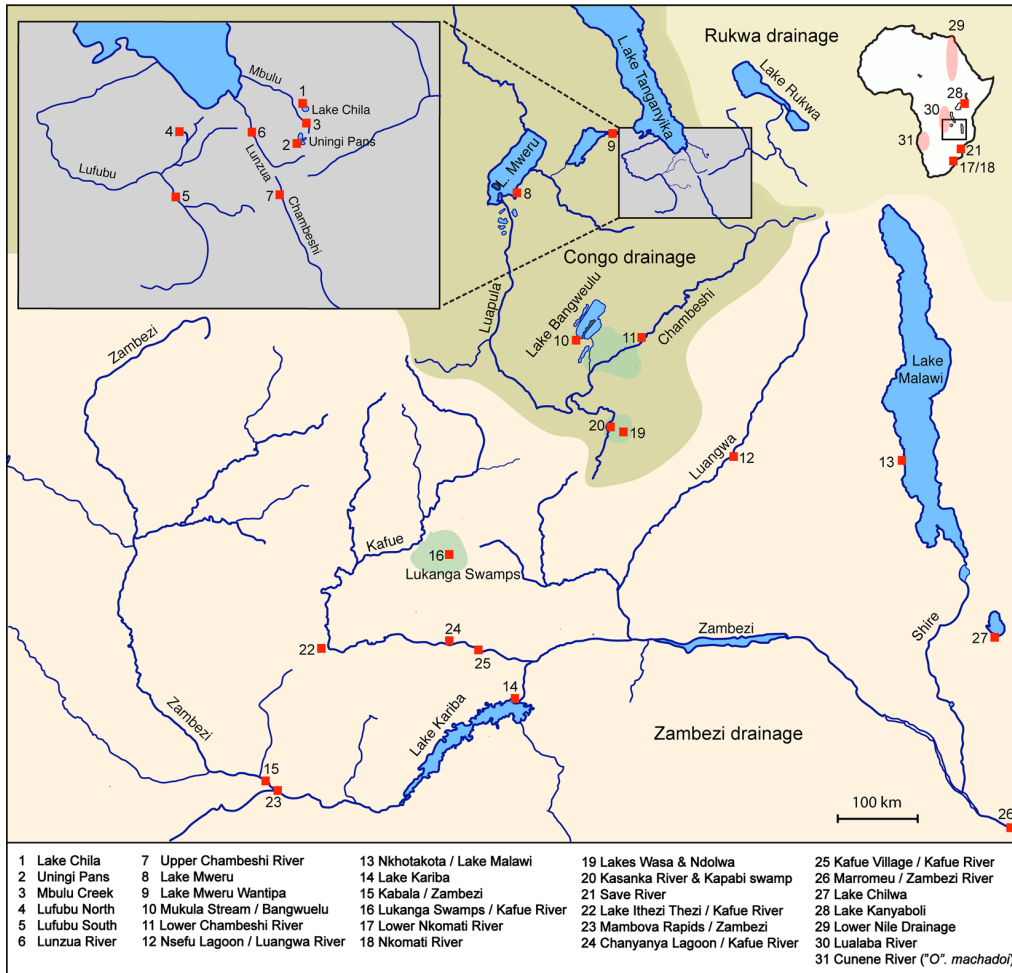 Rukwa drainage
Lake Tanganyika
Lake Rukwa
29
28
30
31
21
17/18
Mbulu
1
Lake Chila
3
2
Uningi Pans
4
6
Lufubu
Lunzua
5
7
Chambeshi
9
L. Mweru
8
Congo drainage
Luapula
Lake Bangweulu
10
11
Chambeshi
20
19
Zambezi
Lake
Malawi
Luangwa
12
13
Kafue
16
Lukanga Swamps
22
24
25
Zambezi
Shire
27
14
Lake Kariba
Zambezi
15
23
Zambezi drainage
100 km
26
1 Lake Chila
2 Uningi Pans
3 Mbulu Creek
4 Lufubu North
5 Lufubu South
6 Lunzua River
7 Upper Chambeshi River
8 Lake Mweru
9 Lake Mweru Wantipa
10 Mukula Stream / Bangwuelu
11 Lower Chambeshi River
12 Nsefu Lagoon / Luangwa River
13 Nkhotakota / Lake Malawi
14 Lake Kariba
15 Kabala / Zambezi
16 Lukanga Swamps / Kafue River
17 Lower Nkomati River
18 Nkomati River
19 Lakes Wasa & Ndolwa
20 Kasanka River & Kapabi swamp
21 Save River
22 Lake Ithezi Thezi / Kafue River
23 Mambova Rapids / Zambezi
24 Chanyanya Lagoon / Kafue River
25 Kafue Village / Kafue River
26 Marromeu / Zambezi River
27 Lake Chilwa
28 Lake Kanyaboli
29 Lower Nile Drainage
30 Lualaba River
31 Cunene River ("O". machadoi)